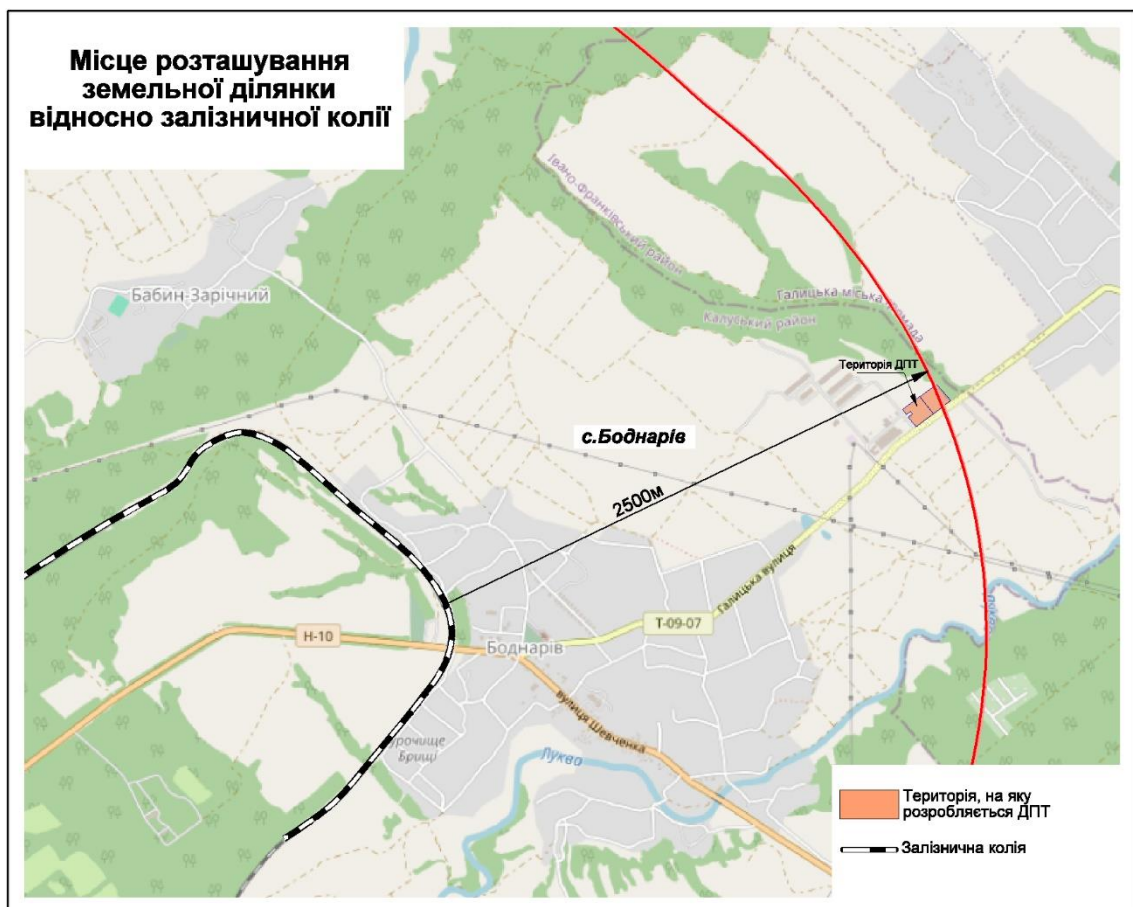 Місце розташування
земельної ділянки
відносно залізничної колії
Івано-Франківський район
Бабин-Зарічний
Галицька міська громада
Калуський район
Територія ДПТ
с.Боднарів
2500м
Галицька вулиця
Т-09-07
Н-10
Боднарів
вулиця Шевченка
урочище
Брищі
Луква
Луква
Територія, на яку
розробляється ДПТ
Залізнична колія